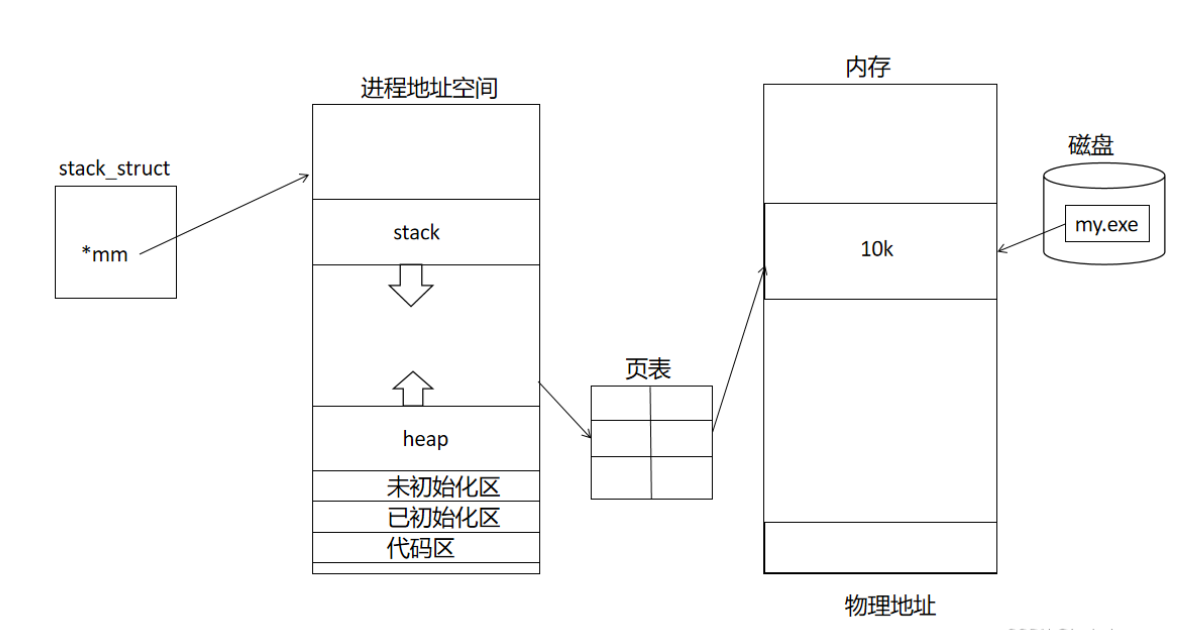 stack_struct
*mm
进程地址空间
stack
heap
未初始化区
已初始化区
代码区
页表
内存
10k
物理地址
磁盘
my.exe